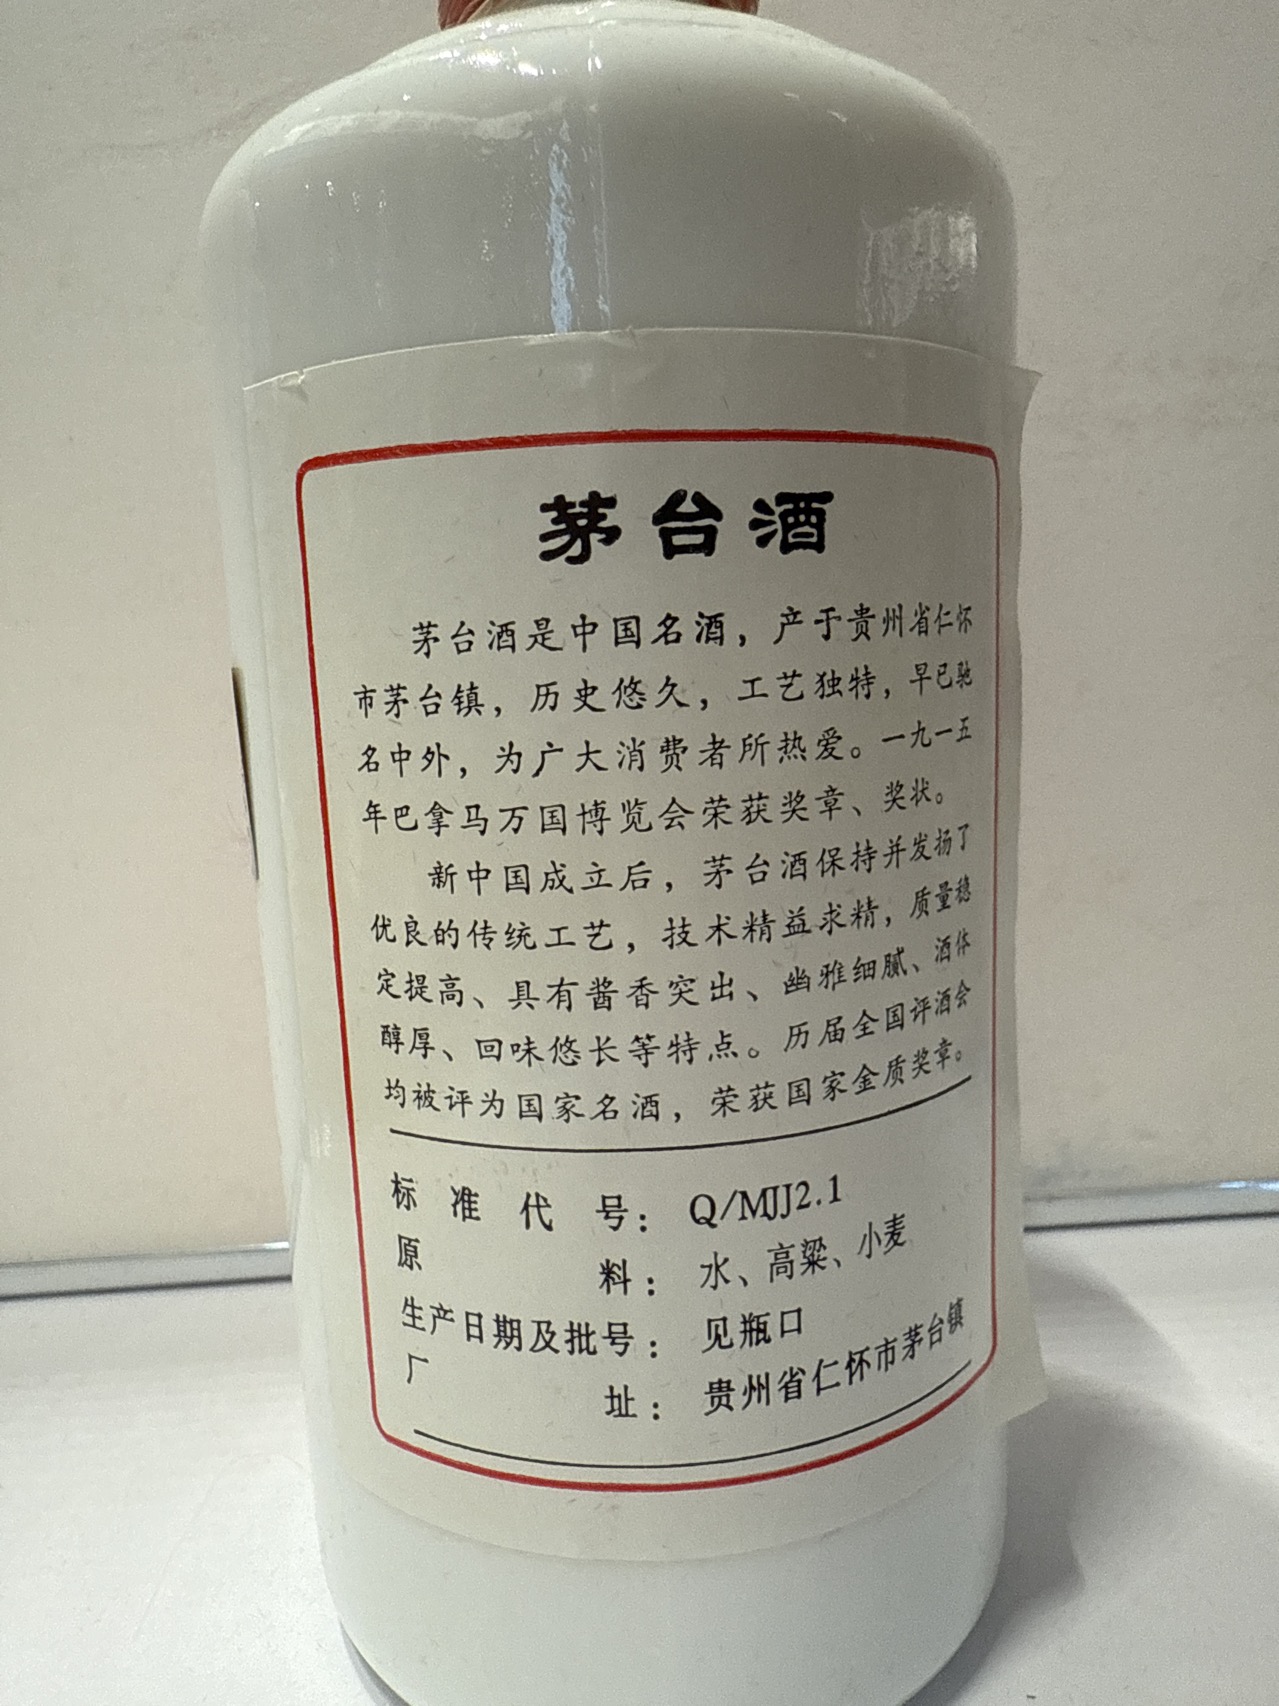 茅台酒
茅台酒是中国名酒，产于贵州省仁怀
市茅台镇，历史悠久，工艺独特，早已驰
名中外，为广大消费者所热爱。一九一五
年巴拿马万国博览会荣获奖章、奖状。
新中国成立后，茅台酒保持并发扬了
优良的传统工艺，技术精益求精，质量稳
定提高、具有酱香突出、幽雅细腻、酒体
醇厚、回味悠长等特点。历届全国评酒会
均被评为国家名酒，荣获国家金质奖章。
标准代号：Q/MJJ2.1
原料：水、高粱、小麦
生产日期及批号：见瓶口
厂址：贵州省仁怀市茅台镇